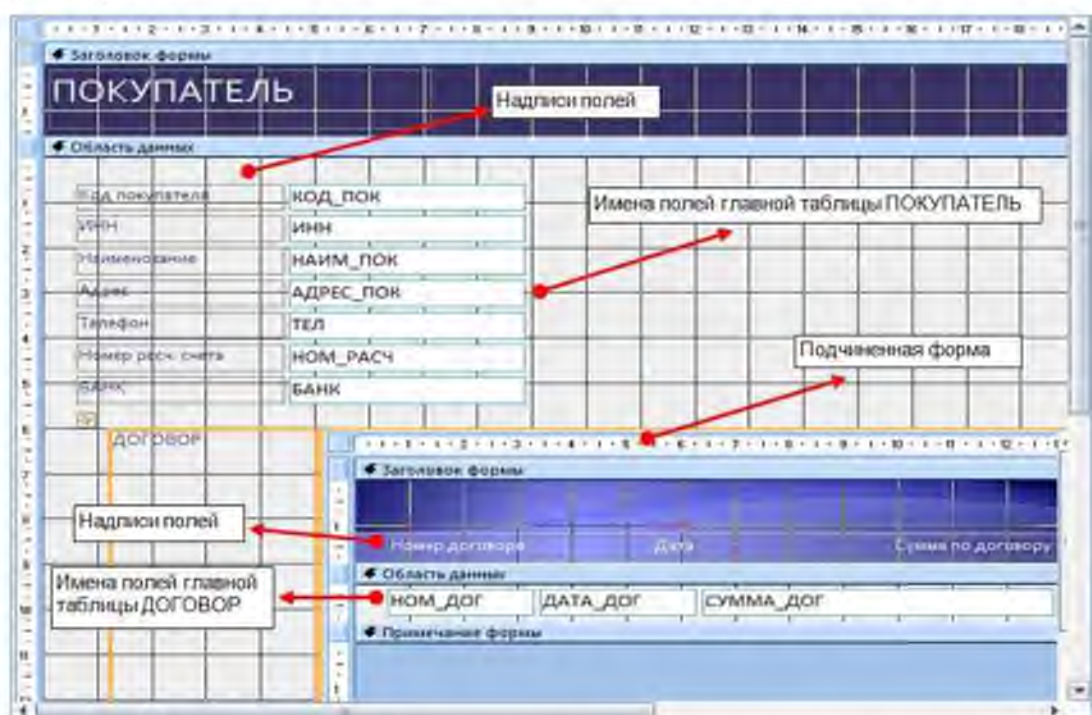 Заголовок формы
ПОКУПАТЕЛЬ
Надписи полей
Область данных
Код покупателя
КОД_ПОК
Имена полей главной таблицы ПОКУПАТЕЛЬ
ИНН
ИНН
Наименование
НАИМ_ПОК
Адрес
АДРЕС_ПОК
Телефон
ТЕЛ
Подчиненная форма
Номер расч. счета
НОМ_РАСЧ
БАНК
БАНК
ДОГОВОР
Заголовок формы
Надписи полей
Номер договора
Дата
Сумма по договору
Область данных
Имена полей главной
таблицы ДОГОВОР
НОМ_ДОГ
ДАТА_ДОГ
СУММА_ДОГ
Примечание формы